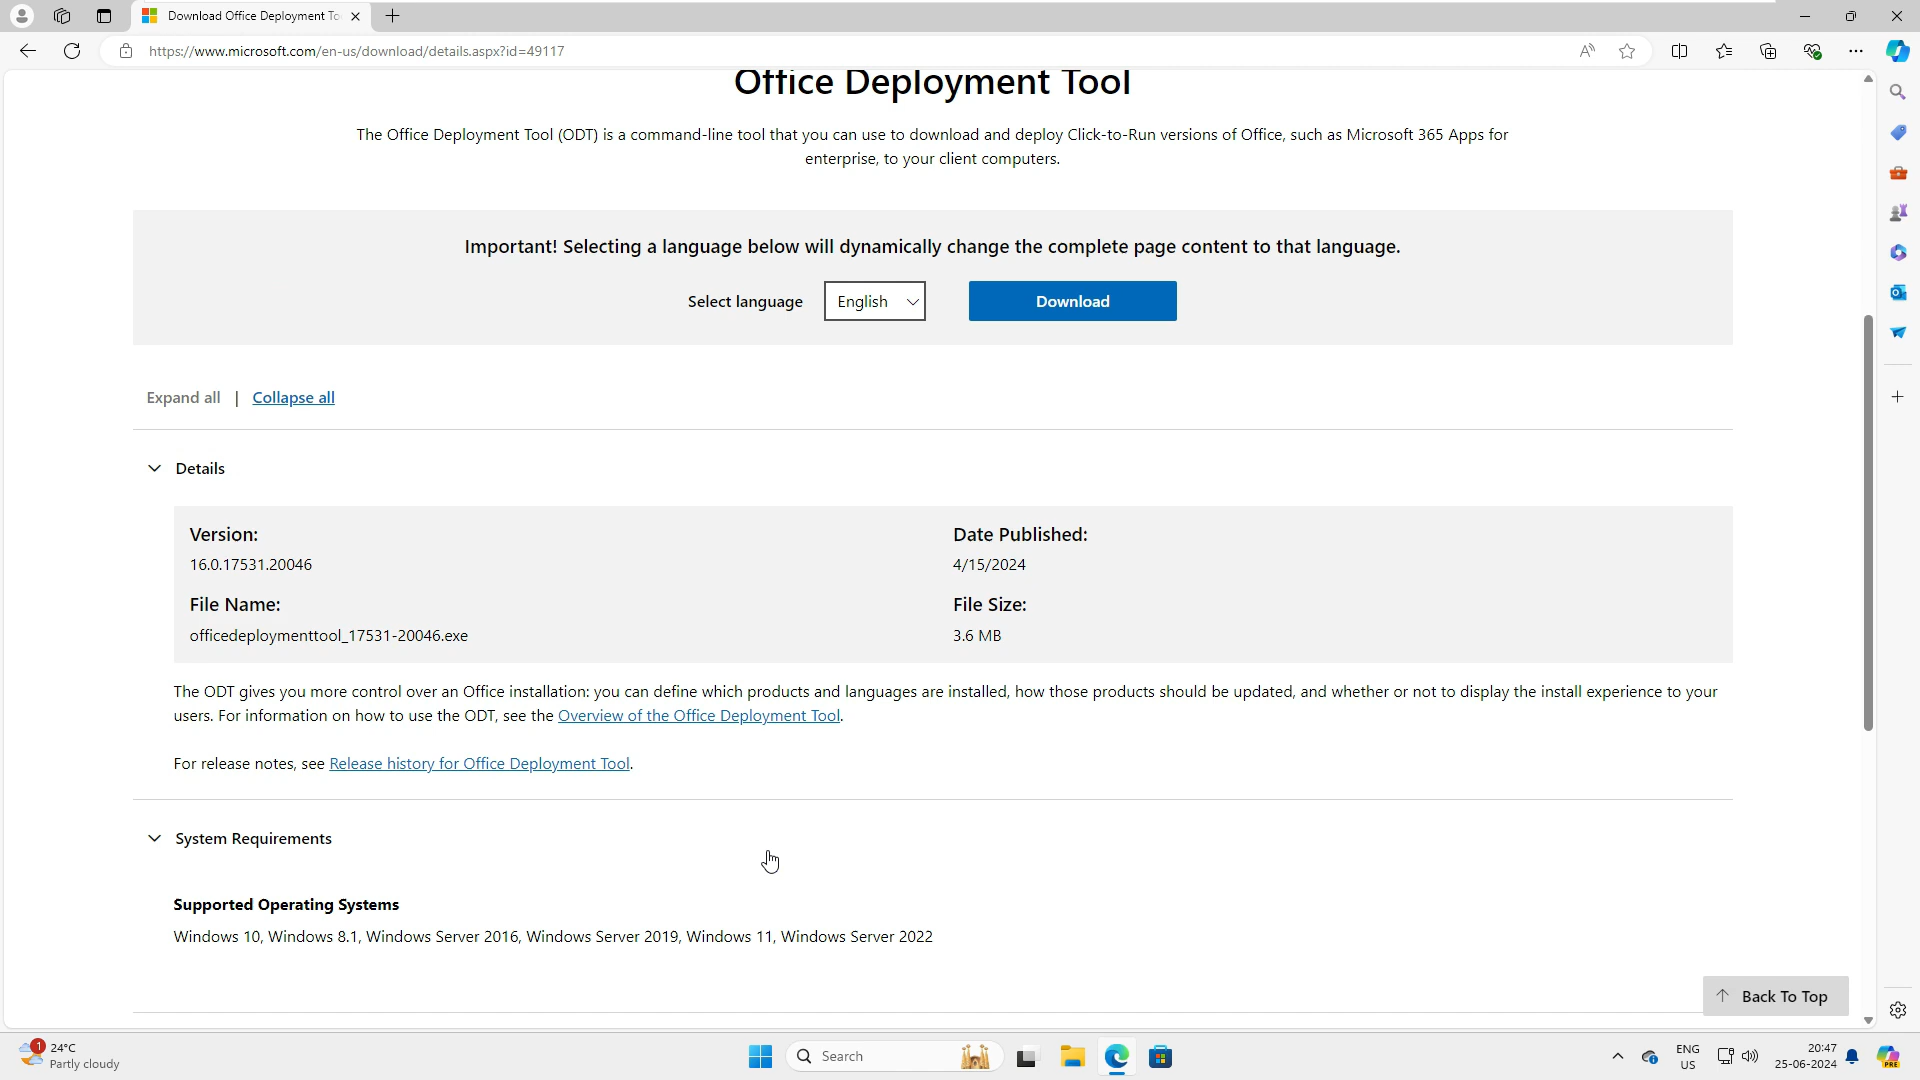 Download Office Deployment To
https://www.microsoft.com/en-us/download/details.aspx?id=49117
Office Deployment Tool
The Office Deployment Tool (ODT) is a command-line tool that you can use to download and deploy Click-to-Run versions of Office, such as Microsoft 365 Apps for
enterprise, to your client computers.
Important! Selecting a language below will dynamically change the complete page content to that language.
Select language English Download
Expand all | Collapse all
Details
Version: Date Published:
16.0.17531.20046 4/15/2024
File Name: File Size:
officedeploymenttool_17531-20046.exe 3.6 MB
The ODT gives you more control over an Office installation: you can define which products and languages are installed, how those products should be updated, and whether or not to display the install experience to your
users. For information on how to use the ODT, see the Overview of the Office Deployment Tool.
For release notes, see Release history for Office Deployment Tool.
System Requirements
Supported Operating Systems
Windows 10, Windows 8.1, Windows Server 2016, Windows Server 2019, Windows 11, Windows Server 2022
Back To Top
1 24°C
Partly cloudy
Search
ENG
US
20:47
25-06-2024
PRE